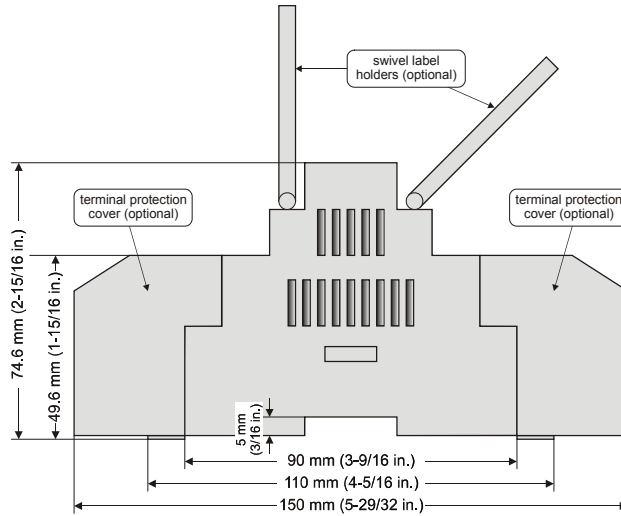 swivel label
holders (optional)
terminal protection
cover (optional)
terminal protection
cover (optional)
74.6 mm (2-15/16 in.)
49.6 mm (1-15/16 in.)
5 mm
(3/16 in.)
90 mm (3-9/16 in.)
110 mm (4-5/16 in.)
150 mm (5-29/32 in.)